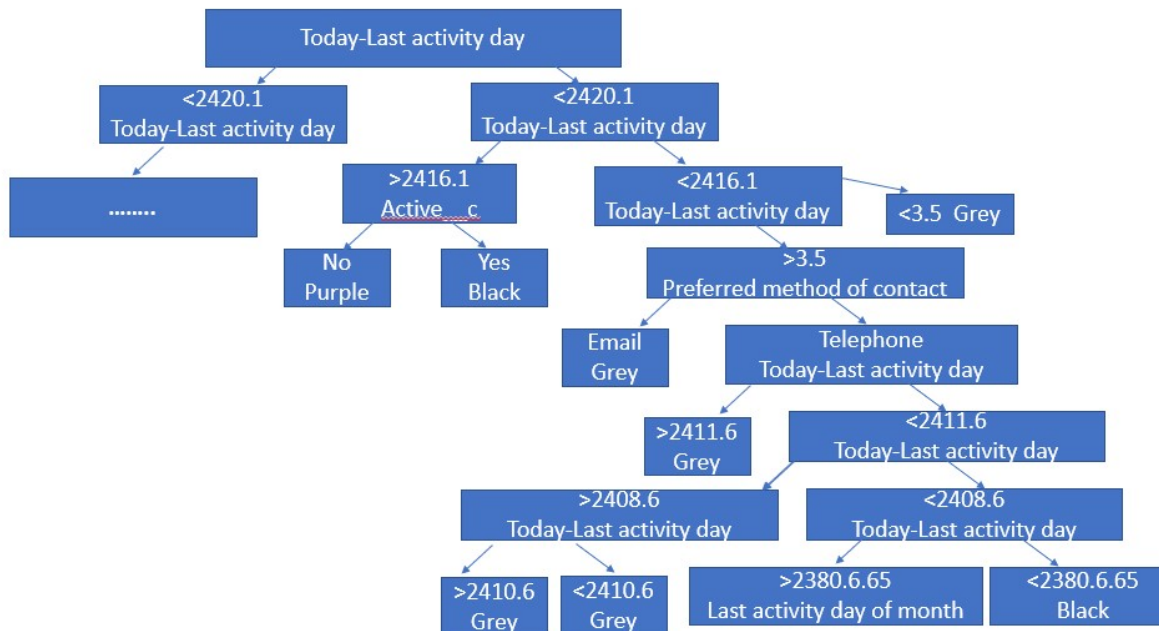 Today-Last activity day
<2420.1
Today-Last activity day
<2420.1
Today-Last activity day
........
>2416.1
Active__c
<2416.1
Today-Last activity day
<3.5 Grey
No
Purple
Yes
Black
>3.5
Preferred method of contact
Email
Grey
Telephone
Today-Last activity day
>2411.6
Grey
<2411.6
Today-Last activity day
>2408.6
Today-Last activity day
<2408.6
Today-Last activity day
>2410.6
Grey
<2410.6
Grey
>2380.6.65
Last activity day of month
<2380.6.65
Black